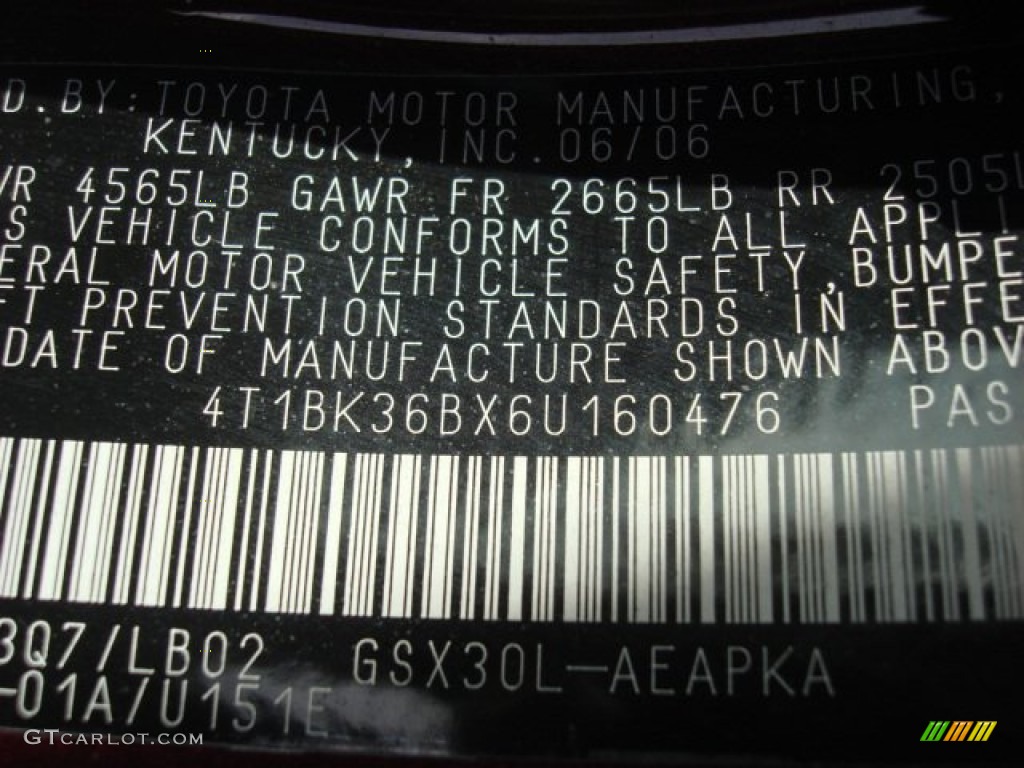 D.BY:TOYOTA MOTOR MANUFACTURING,
KENTUCKY,INC.06/06
VR 4565LB GAWR FR 2665LB RR 2505L
S VEHICLE CONFORMS TO ALL APPLI
ERAL MOTOR VEHICLE SAFETY,BUMPE
FT PREVENTION STANDARDS IN EFFE
DATE OF MANUFACTURE SHOWN ABOV
4T1BK36BX6U160476 PAS
3Q7/LB02 GSX30L-AEAPKA
-01A/U151E
GTCARLOT.COM